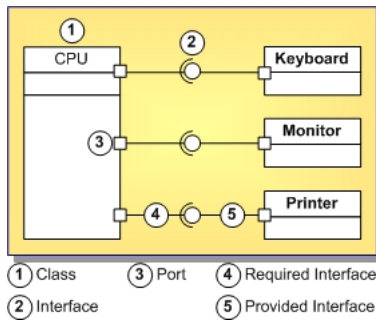 1
2
CPU
Keyboard
Monitor
3
Printer
4
5
1 Class
3 Port
4 Required Interface
2 Interface
5 Provided Interface